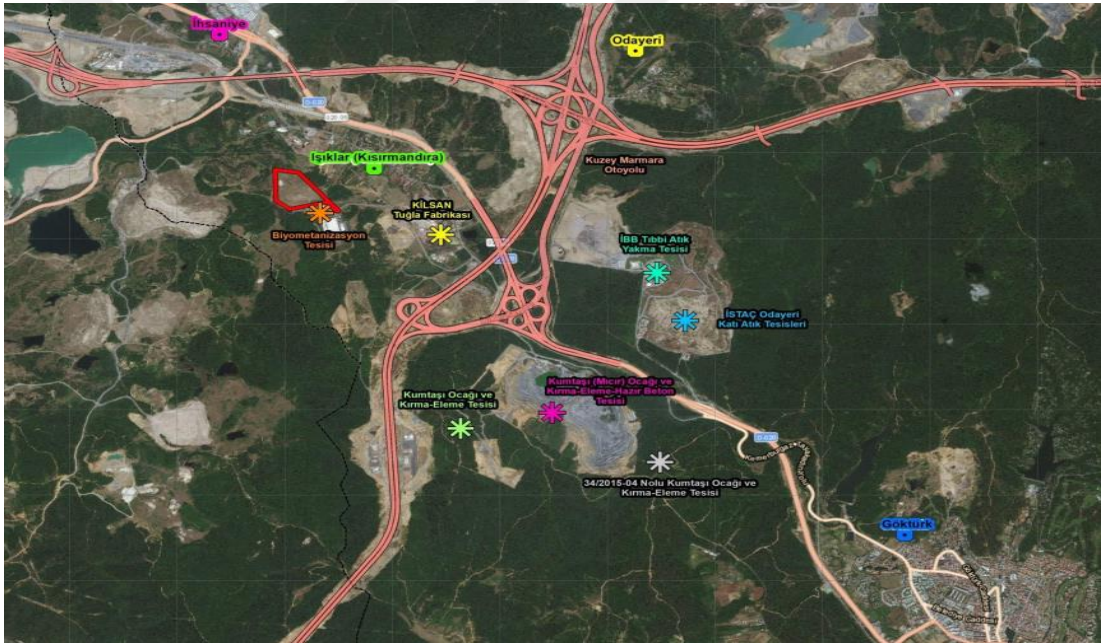 İhsaniye
Odayeri
D-020
Işıklar (Kısırmandıra)
Kuzey Marmara
Otoyolu
KİLSAN
Tuğla Fabrikası
Biyometanizasyon
Tesisi
İBB Tıbbi Atık
Yakma Tesisi
İSTAÇ Odayeri
Katı Atık Tesisleri
Kumtaşı (Mıcır) Ocağı ve
Kırma-Eleme-Hazır Beton
Tesisi
Kumtaşı Ocağı ve
Kırma-Eleme Tesisi
D-020
34/2015-04 Nolu Kumtaşı Ocağı ve
Kırma-Eleme Tesisi
Göktürk